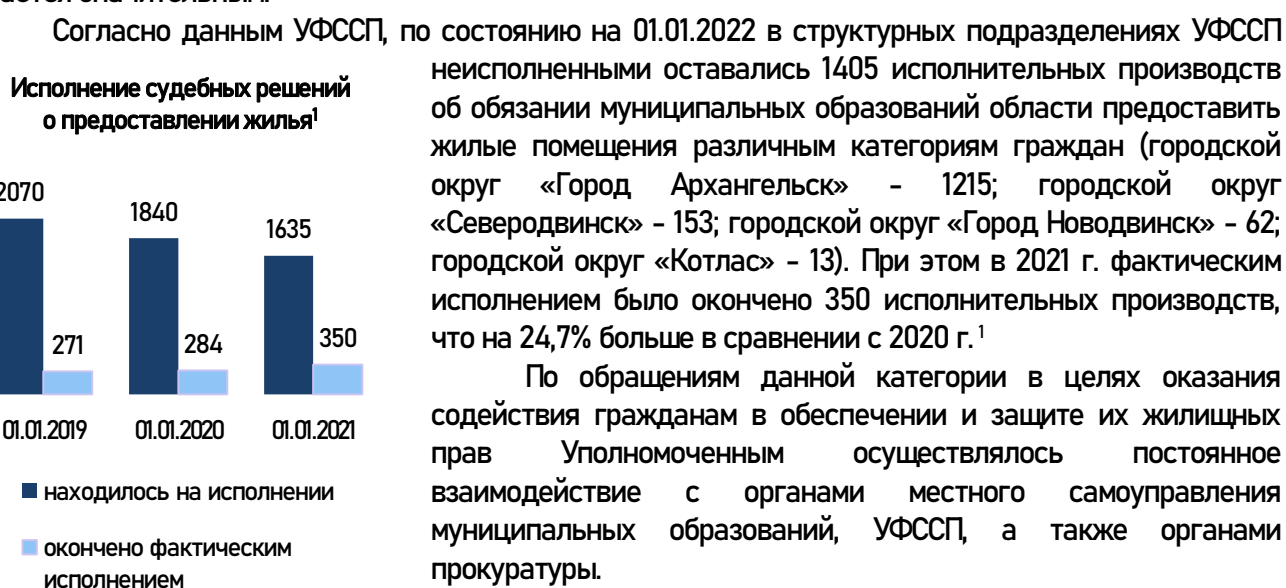 Согласно данным УФССП, по состоянию на 01.01.2022 в структурных подразделениях УФССП
неисполненными оставались 1405 исполнительных производств
об обязании муниципальных образований области предоставить
жилые помещения различным категориям граждан (городской
округ «Город Архангельск» - 1215; городской округ
«Северодвинск» - 153; городской округ «Город Новодвинск» - 62;
городской округ «Котлас» - 13). При этом в 2021 г. фактическим
исполнением было окончено 350 исполнительных производств,
что на 24,7% больше в сравнении с 2020 г. ¹
По обращениям данной категории в целях оказания
содействия гражданам в обеспечении и защите их жилищных
прав Уполномоченным осуществлялось постоянное
взаимодействие с органами местного самоуправления
муниципальных образований, УФССП, а также органами
прокуратуры.
Исполнение судебных решений
о предоставлении жилья¹
2070
1840
1635
271
284
350
01.01.2019
01.01.2020
01.01.2021
находилось на исполнении
окончено фактическим
исполнением